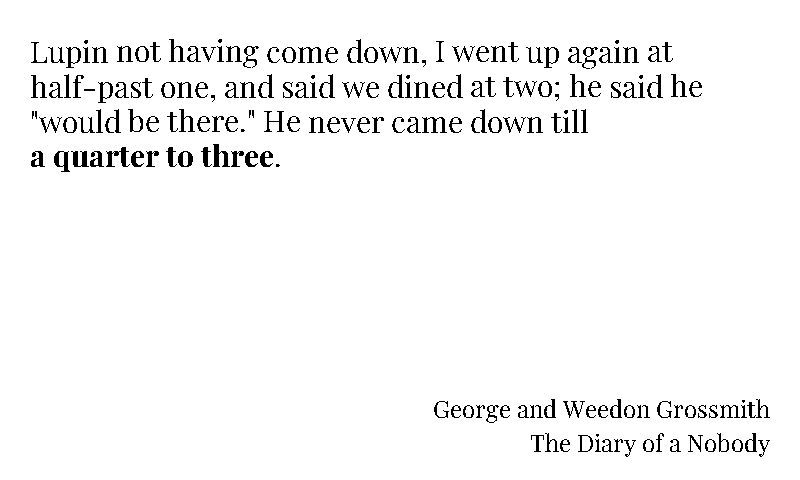 Lupin not having come down, I went up again at
half-past one, and said we dined at two; he said he
"would be there." He never came down till
a quarter to three.
George and Weedon Grossmith
The Diary of a Nobody